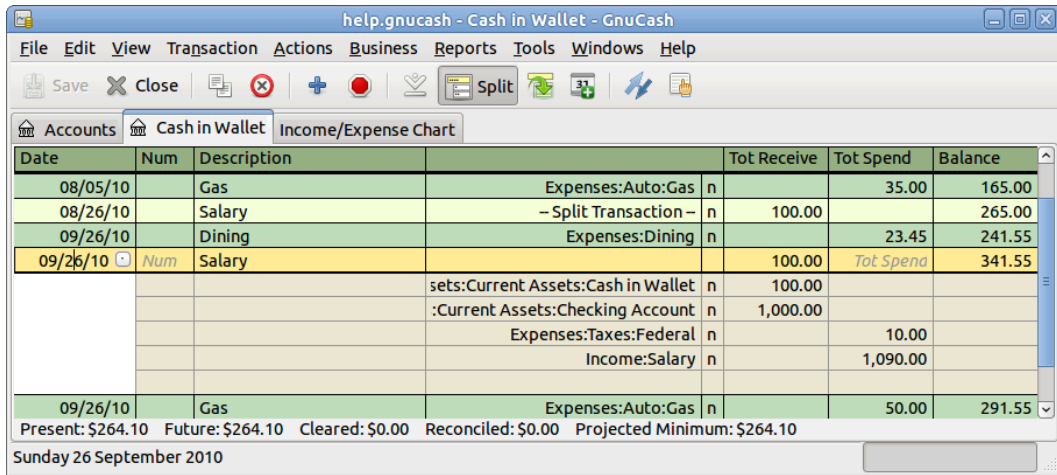 help.gnucash - Cash in Wallet - GnuCash
File Edit View Transaction Actions Business Reports Tools Windows Help
Save Close Split
Accounts Cash in Wallet Income/Expense Chart
Date Num Description Tot Receive Tot Spend Balance
08/05/10 Gas Expenses:Auto:Gas n 35.00 165.00
08/26/10 Salary -- Split Transaction -- n 100.00 265.00
09/26/10 Dining Expenses:Dining n 23.45 241.55
09/26/10 Num Salary 100.00 Tot Spend 341.55
sets:Current Assets:Cash in Wallet n 100.00
:Current Assets:Checking Account n 1,000.00
Expenses:Taxes:Federal n 10.00
Income:Salary n 1,090.00
09/26/10 Gas Expenses:Auto:Gas n 50.00 291.55
Present: $264.10 Future: $264.10 Cleared: $0.00 Reconciled: $0.00 Projected Minimum: $264.10
Sunday 26 September 2010